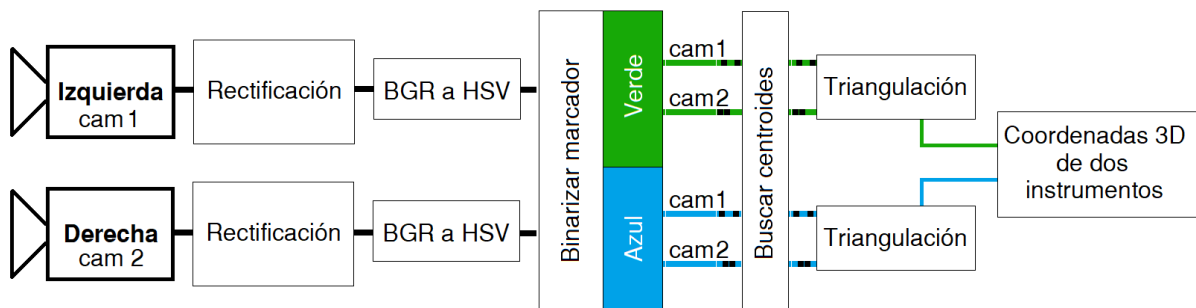 Izquierda
cam 1
Rectificación
BGR a HSV
Derecha
cam 2
Rectificación
BGR a HSV
Binarizar marcador
Verde
Azul
cam1
cam2
cam1
cam2
Buscar centroides
Triangulación
Triangulación
Coordenadas 3D
de dos
instrumentos